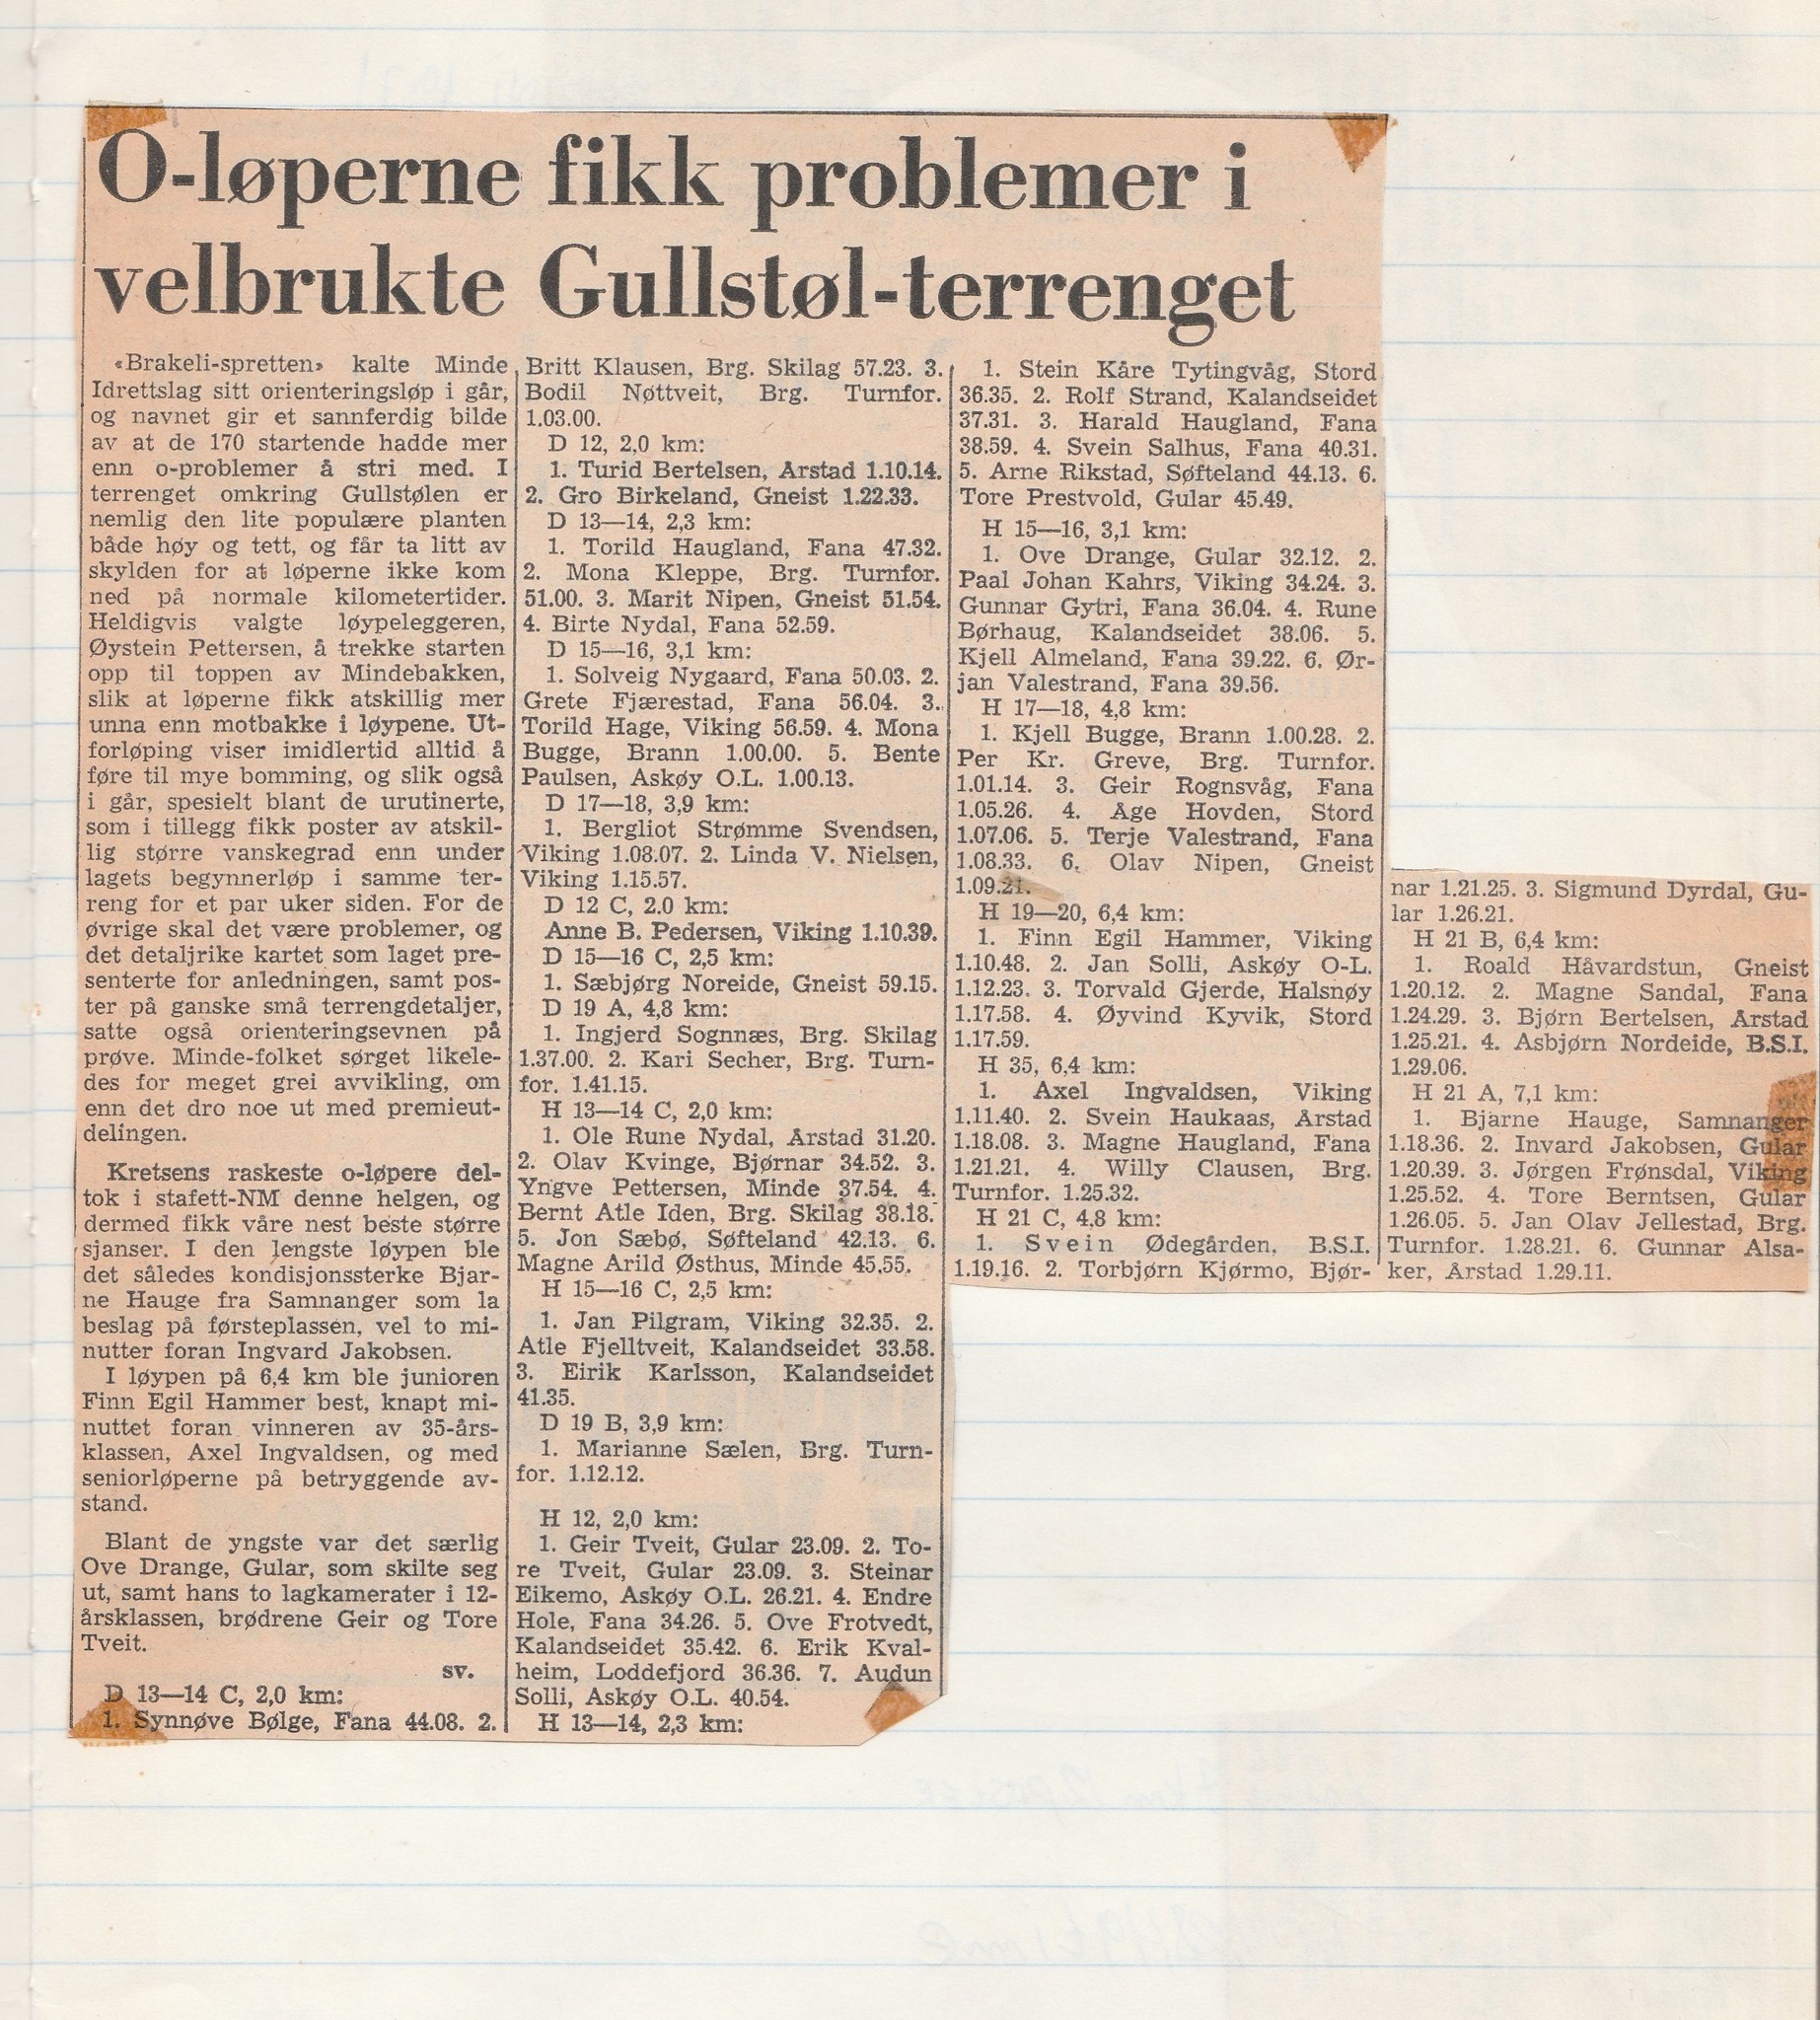 O-løperne fikk problemer i
velbrukte Gullstøl-terrenget
«Brakeli-spretten» kalte Minde
Idrettslag sitt orienteringsløp i går,
og navnet gir et sannferdig bilde
av at de 170 startende hadde mer
enn o-problemer å stri med. I
terrenget omkring Gullstølen er
nemlig den lite populære planten
både høy og tett, og får ta litt av
skylden for at løperne ikke kom
ned på normale kilometertider.
Heldigvis valgte løypeleggeren,
Øystein Pettersen, å trekke starten
opp til toppen av Mindebakken,
slik at løperne fikk atskillig mer
unna enn motbakke i løypene. Ut-
forløping viser imidlertid alltid å
føre til mye bomming, og slik også
i går, spesielt blant de urutinerte,
som i tillegg fikk poster av atskil-
lig større vanskegrad enn under
lagets begynnerløp i samme ter-
reng for et par uker siden. For de
øvrige skal det være problemer, og
det detaljrike kartet som laget pre-
senterte for anledningen, samt pos-
ter på ganske små terrengdetaljer,
satte også orienteringsevnen på
prøve. Minde-folket sørget likele-
des for meget grei avvikling, om
enn det dro noe ut med premieut-
delingen.
Kretsens raskeste o-løpere del-
tok i stafett-NM denne helgen, og
dermed fikk våre nest beste større
sjanser. I den lengste løypen ble
det således kondisjonssterke Bjar-
ne Hauge fra Samnanger som la
beslag på førsteplassen, vel to mi-
nutter foran Ingvard Jakobsen.
I løypen på 6,4 km ble junioren
Finn Egil Hammer best, knapt mi-
nuttet foran vinneren av 35-års-
klassen, Axel Ingvaldsen, og med
seniorløperne på betryggende av-
stand.
Blant de yngste var det særlig
Ove Drange, Gular, som skilte seg
ut, samt hans to lagkamerater i 12-
årsklassen, brødrene Geir og Tore
Tveit.
sv.
D 13—14 C, 2,0 km:
1. Synnøve Bølge, Fana 44.08. 2.
Britt Klausen, Brg. Skilag 57.23. 3.
Bodil Nøttveit, Brg. Turnfor.
1.03.00.
D 12, 2,0 km:
1. Turid Bertelsen, Arstad 1.10.14.
2. Gro Birkeland, Gneist 1.22.33.
D 13—14, 2,3 km:
1. Torild Haugland, Fana 47.32.
2. Mona Kleppe, Brg. Turnfor.
51.00. 3. Marit Nipen, Gneist 51.54.
4. Birte Nydal, Fana 52.59.
D 15—16, 3,1 km:
1. Solveig Nygaard, Fana 50.03. 2.
Grete Fjærestad, Fana 56.04. 3.
Torild Hage, Viking 56.59. 4. Mona
Bugge, Brann 1.00.00. 5. Bente
Paulsen, Askøy O.L. 1.00.13.
D 17—18, 3,9 km:
1. Bergliot Strømme Svendsen,
Viking 1.08.07. 2. Linda V. Nielsen,
Viking 1.15.57.
D 12 C, 2.0 km:
Anne B. Pedersen, Viking 1.10.39.
D 15—16 C, 2,5 km:
1. Sæbjørg Noreide, Gneist 59.15.
D 19 A, 4,8 km:
1. Ingjerd Sognnæs, Brg. Skilag
1.37.00. 2. Kari Secher, Brg. Turn-
for. 1.41.15.
H 13—14 C, 2,0 km:
1. Ole Rune Nydal, Arstad 31.20.
2. Olav Kvinge, Bjørnar 34.52. 3.
Yngve Pettersen, Minde 37.54. 4.
Bernt Atle Iden, Brg. Skilag 38.18.
5. Jon Sæbø, Søfteland 42.13. 6.
Magne Arild Østhus, Minde 45.55.
H 15—16 C, 2,5 km:
1. Jan Pilgram, Viking 32.35. 2.
Atle Fjelltveit, Kalandseidet 33.58.
3. Eirik Karlsson, Kalandseidet
41.35.
D 19 B, 3,9 km:
1. Marianne Sælen, Brg. Turn-
for. 1.12.12.
H 12, 2,0 km:
1. Geir Tveit, Gular 23.09. 2. To-
re Tveit, Gular 23.09. 3. Steinar
Eikemo, Askøy O.L. 26.21. 4. Endre
Hole, Fana 34.26. 5. Ove Frotvedt,
Kalandseidet 35.42. 6. Erik Kval-
heim, Loddefjord 36.36. 7. Audun
Solli, Askøy O.L. 40.54.
H 13—14, 2,3 km:
1. Stein Kåre Tytingvåg, Stord
36.35. 2. Rolf Strand, Kalandseidet
37.31. 3. Harald Haugland, Fana
38.59. 4. Svein Salhus, Fana 40.31.
5. Arne Rikstad, Søfteland 44.13. 6.
Tore Prestvold, Gular 45.49.
H 15—16, 3,1 km:
1. Ove Drange, Gular 32.12. 2.
Paal Johan Kahrs, Viking 34.24. 3.
Gunnar Gytri, Fana 36.04. 4. Rune
Børhaug, Kalandseidet 38.06. 5.
Kjell Almeland, Fana 39.22. 6. Ør-
jan Valestrand, Fana 39.56.
H 17—18, 4,8 km:
1. Kjell Bugge, Brann 1.00.28. 2.
Per Kr. Greve, Brg. Turnfor.
1.01.14. 3. Geir Rognsvåg, Fana
1.05.26. 4. Age Hovden, Stord
1.07.06. 5. Terje Valestrand, Fana
1.08.33. 6. Olav Nipen, Gneist
1.09.21.
H 19—20, 6,4 km:
1. Finn Egil Hammer, Viking
1.10.48. 2. Jan Solli, Askøy O-L.
1.12.23. 3. Torvald Gjerde, Halsnøy
1.17.58. 4. Øyvind Kyvik, Stord
1.17.59.
H 35, 6,4 km:
1. Axel Ingvaldsen, Viking
1.11.40. 2. Svein Haukaas, Arstad
1.18.08. 3. Magne Haugland, Fana
1.21.21. 4. Willy Clausen, Brg.
Turnfor. 1.25.32.
H 21 C, 4,8 km:
1. Svein Ødegården, B.S.I.
1.19.16. 2. Torbjørn Kjørmo, Bjør-
nar 1.21.25. 3. Sigmund Dyrdal, Gu-
lar 1.26.21.
H 21 B, 6,4 km:
1. Roald Håvardstun, Gneist
1.20.12. 2. Magne Sandal, Fana
1.24.29. 3. Bjørn Bertelsen, Arstad
1.25.21. 4. Asbjørn Nordeide, B.S.I.
1.29.06.
H 21 A, 7,1 km:
1. Bjarne Hauge, Samnanger
1.18.36. 2. Invard Jakobsen, Gular
1.20.39. 3. Jørgen Frønsdal, Viking
1.25.52. 4. Tore Berntsen, Gular
1.26.05. 5. Jan Olav Jellestad, Brg.
Turnfor. 1.28.21. 6. Gunnar Alsa-
ker, Arstad 1.29.11.